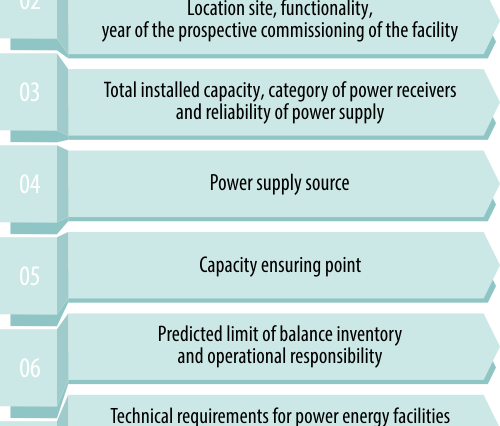 02
Location site, functionality,
year of the prospective commissioning of the facility
03
Total installed capacity, category of power receivers
and reliability of power supply
04
Power supply source
05
Capacity ensuring point
06
Predicted limit of balance inventory
and operational responsibility
Technical requirements for power energy facilities